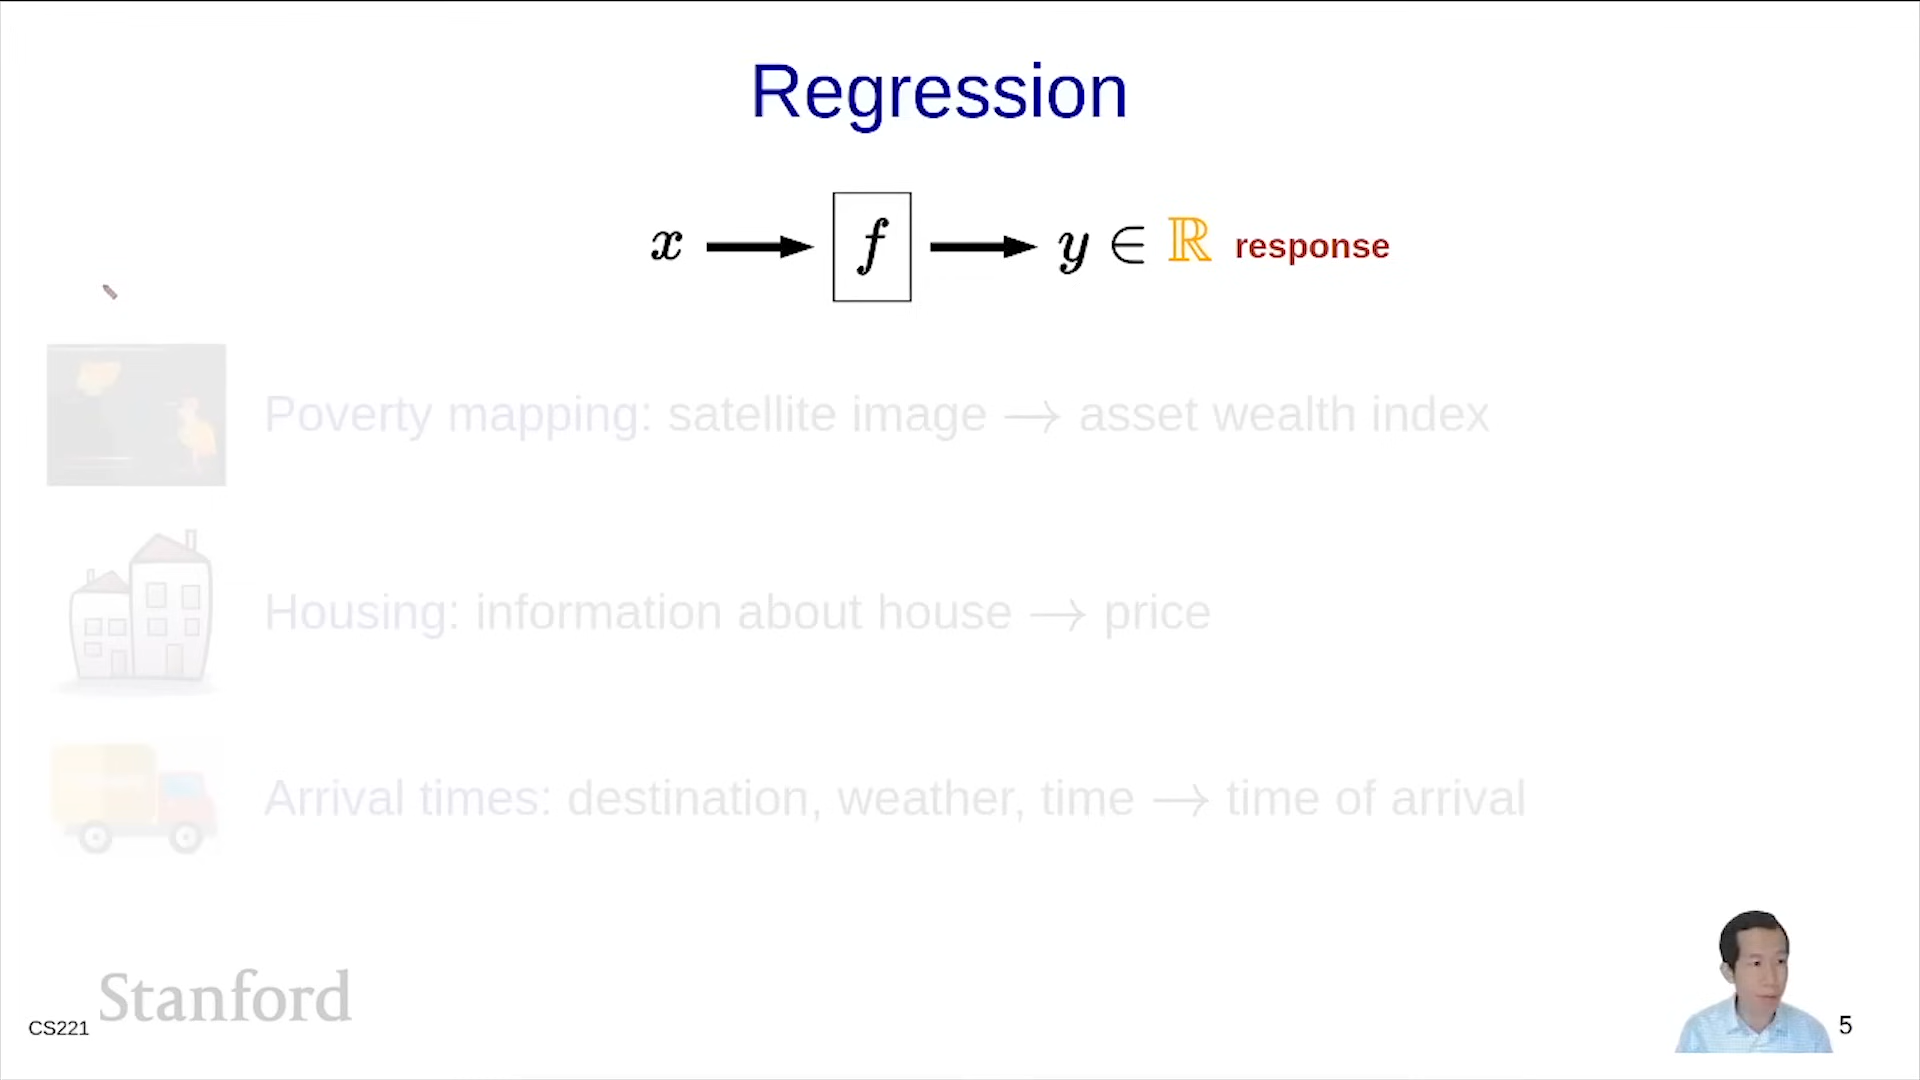 Regression
x → f → y ∈ ℝ response
Poverty mapping: satellite image → asset wealth index
Housing: information about house → price
Arrival times: destination, weather, time → time of arrival
Stanford
CS221
5